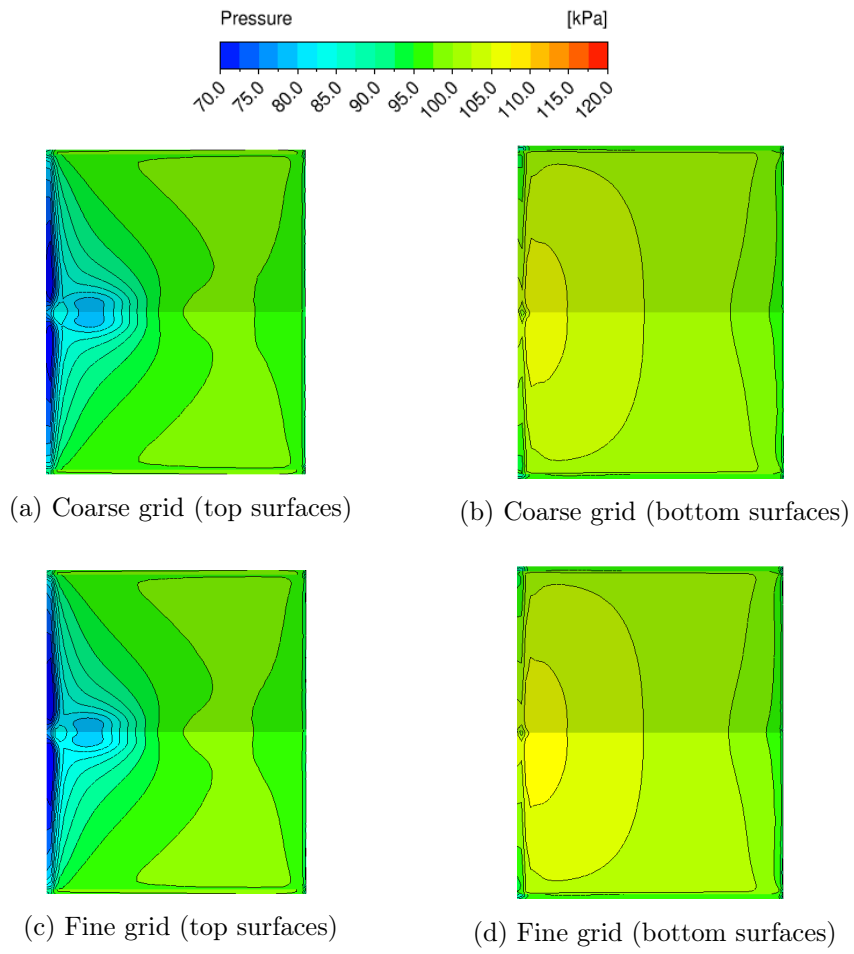 Pressure [kPa]
70.0 75.0 80.0 85.0 90.0 95.0 100.0 105.0 110.0 115.0 120.0
(a) Coarse grid (top surfaces)
(b) Coarse grid (bottom surfaces)
(c) Fine grid (top surfaces)
(d) Fine grid (bottom surfaces)